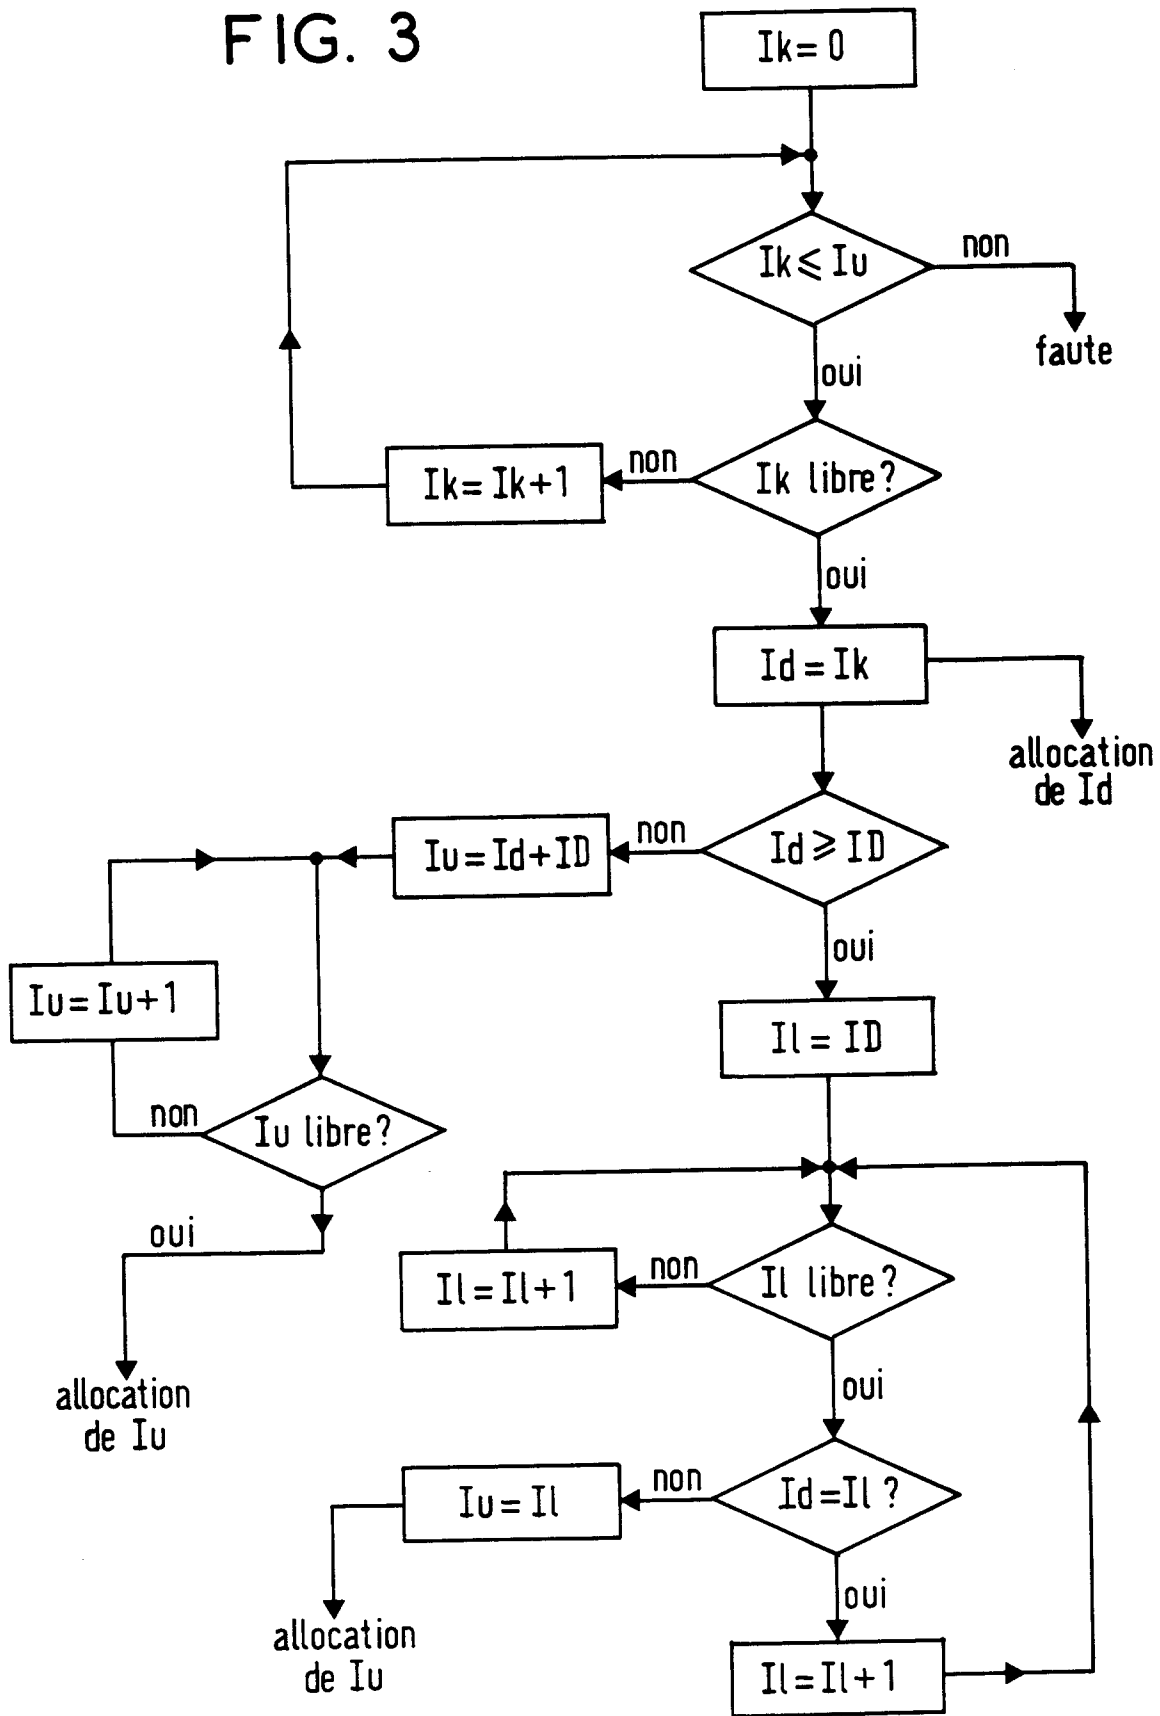 FIG. 3
Ik = 0
Ik ⩽ Iu
non
faute
oui
Ik libre?
non
Ik = Ik+1
oui
Id = Ik
allocation
de Id
Id ⩾ ID
non
Iu = Id+ID
oui
Iu = Iu+1
Il = ID
non
Iu libre?
oui
Il libre?
non
Il = Il+1
allocation
de Iu
oui
Id=Il ?
non
Iu = Il
oui
allocation
de Iu
Il = Il+1